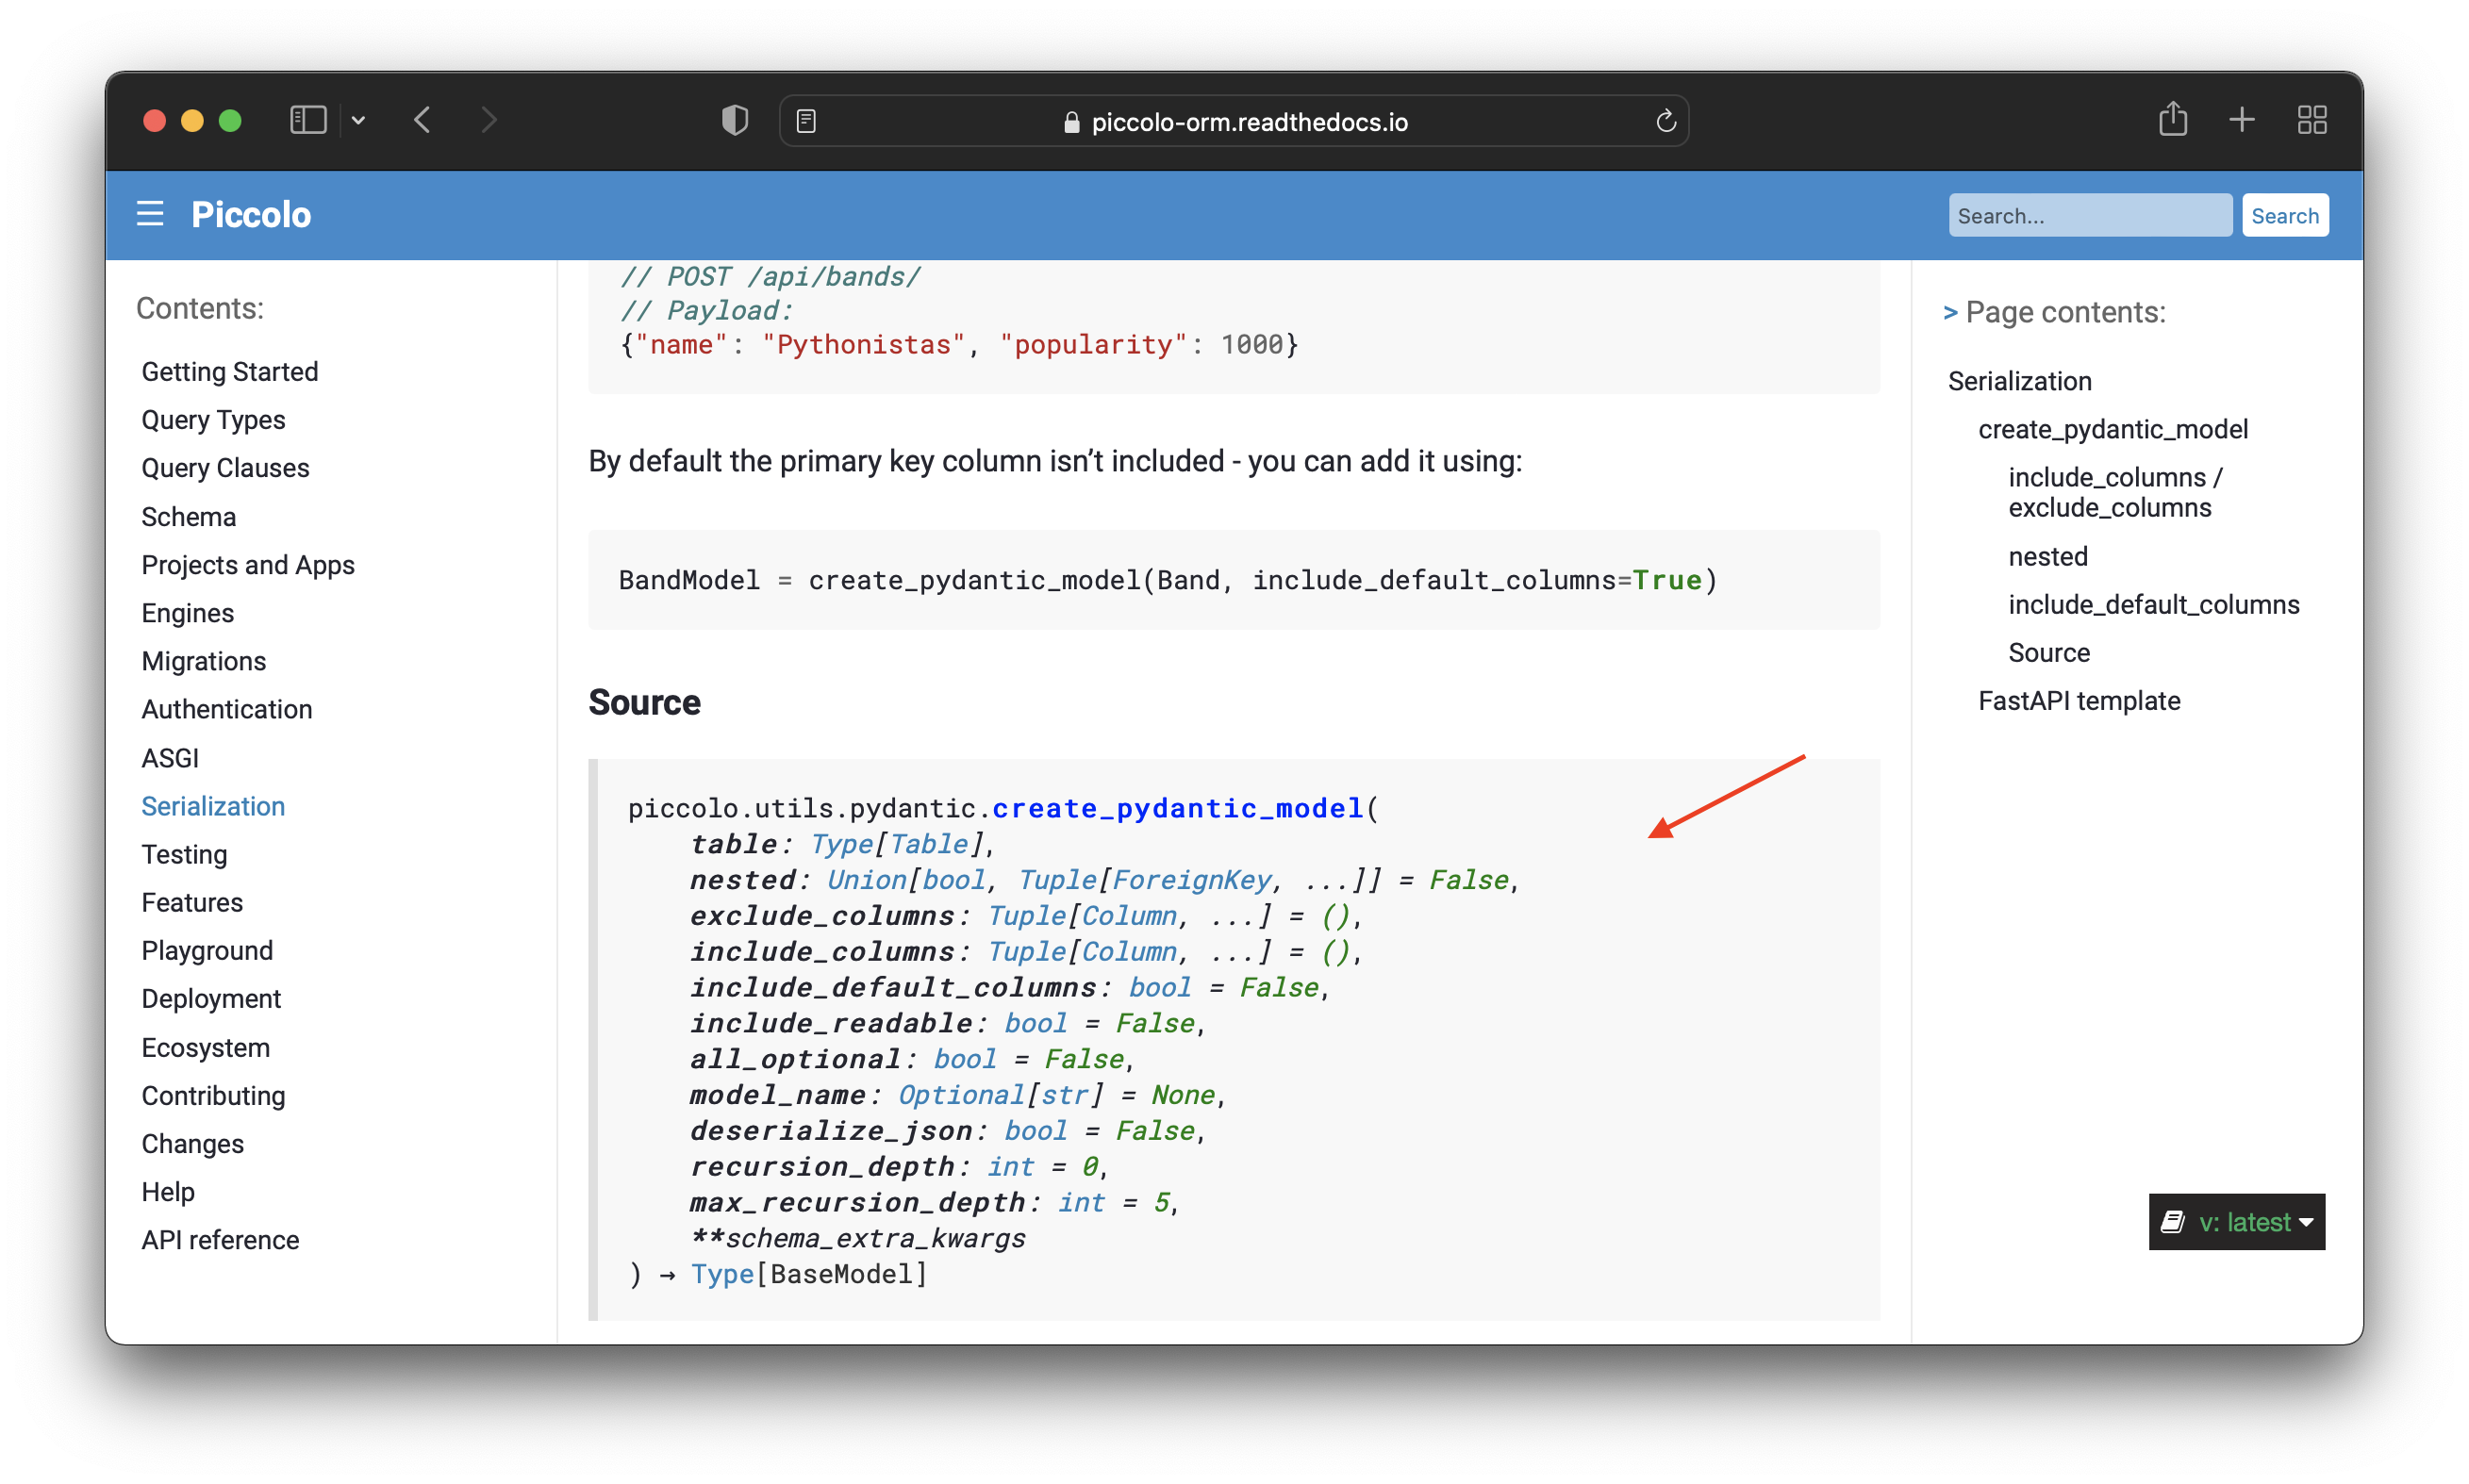 piccolo-orm.readthedocs.io
Piccolo
Search...
Search
Contents:
Getting Started
Query Types
Query Clauses
Schema
Projects and Apps
Engines
Migrations
Authentication
ASGI
Serialization
Testing
Features
Playground
Deployment
Ecosystem
Contributing
Changes
Help
API reference
// POST /api/bands/
// Payload:
{"name": "Pythonistas", "popularity": 1000}
By default the primary key column isn’t included - you can add it using:
BandModel = create_pydantic_model(Band, include_default_columns=True)
Source
piccolo.utils.pydantic.create_pydantic_model(
    table: Type[Table],
    nested: Union[bool, Tuple[ForeignKey, ...]] = False,
    exclude_columns: Tuple[Column, ...] = (),
    include_columns: Tuple[Column, ...] = (),
    include_default_columns: bool = False,
    include_readable: bool = False,
    all_optional: bool = False,
    model_name: Optional[str] = None,
    deserialize_json: bool = False,
    recursion_depth: int = 0,
    max_recursion_depth: int = 5,
    **schema_extra_kwargs
) → Type[BaseModel]
> Page contents:
Serialization
create_pydantic_model
include_columns /
exclude_columns
nested
include_default_columns
Source
FastAPI template
v: latest